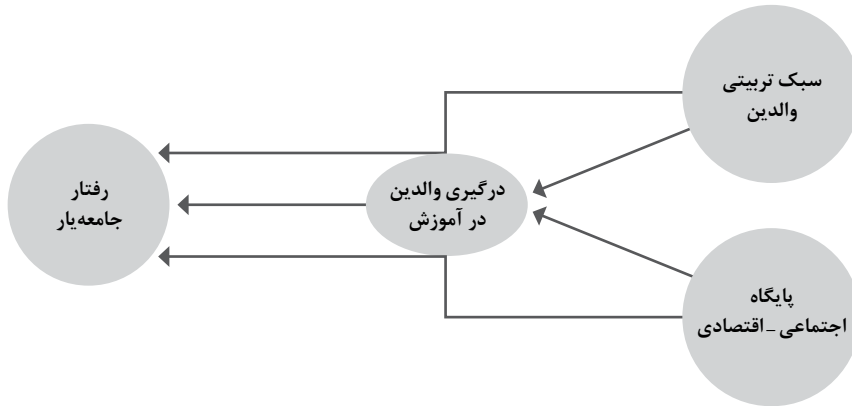 سبک تربیتی
والدین
درگیری والدین
در آموزش
رفتار
جامعه‌یار
پایگاه
اجتماعی - اقتصادی